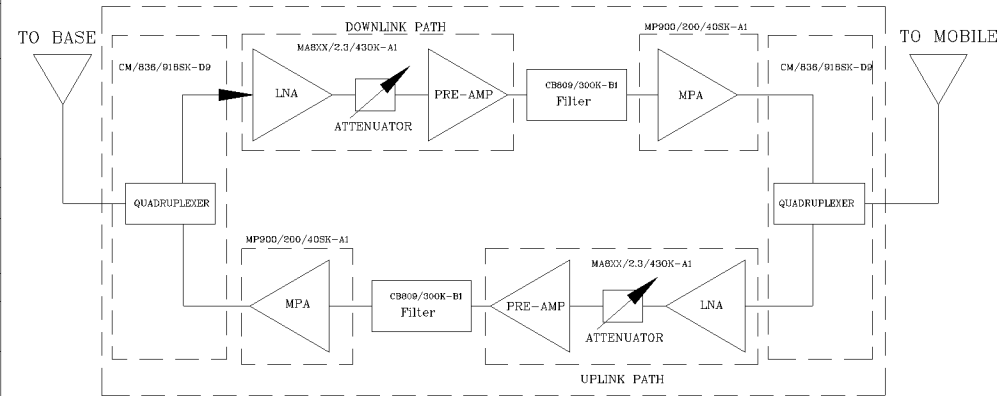 DOWNLINK PATH
MP900/200/40SK-A1
TO BASE
TO MOBILE
MA8XX/2.3/430K-A1
CM/836/916SK-D9
CM/836/916SK-D9
LNA
PRE-AMP
CB809/300K-B1
Filter
MPA
ATTENUATOR
QUADRUPLEXER
QUADRUPLEXER
MP900/200/40SK-A1
MA8XX/2.3/430K-A1
MPA
CB809/300K-B1
Filter
PRE-AMP
LNA
ATTENUATOR
UPLINK PATH